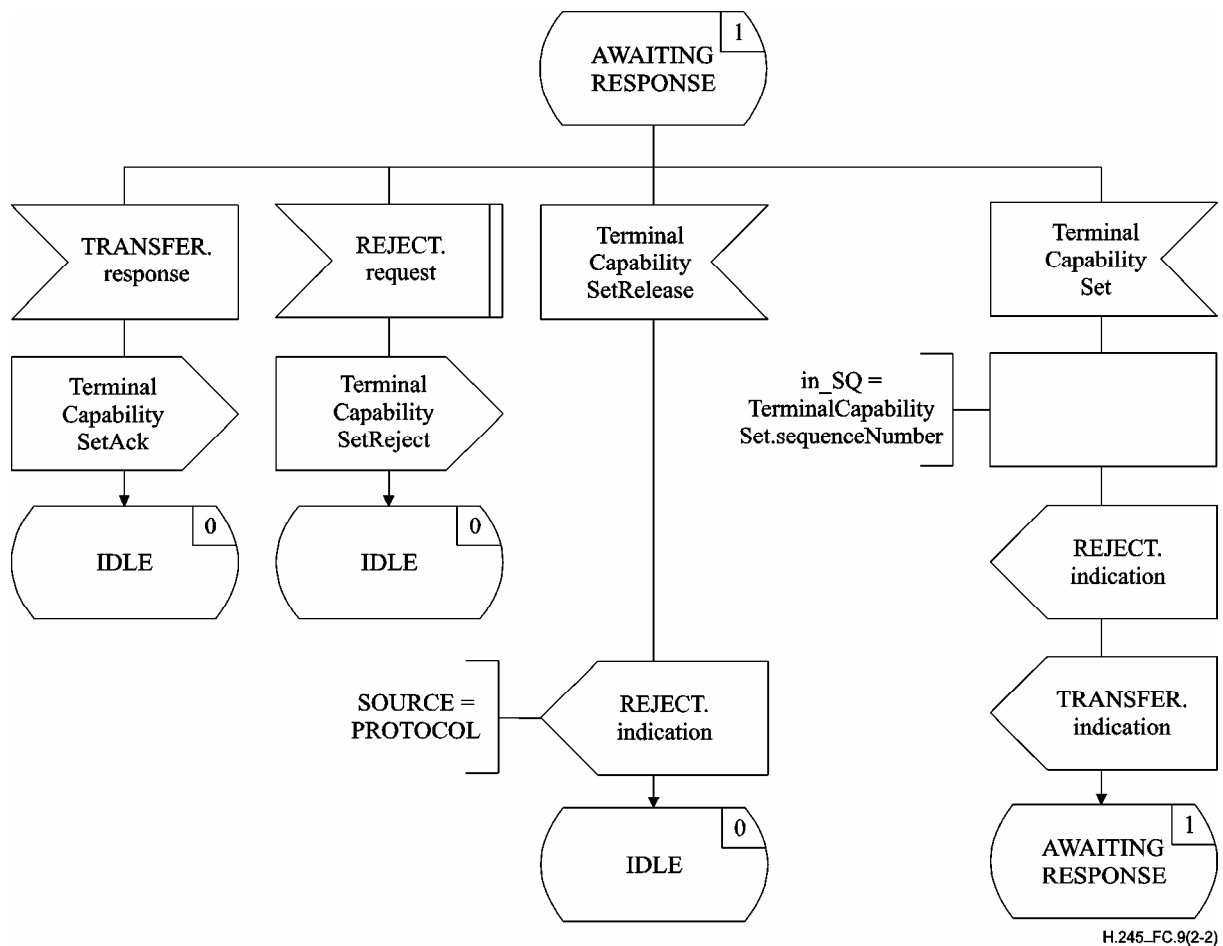 1
AWAITING
RESPONSE
TRANSFER.
response
REJECT.
request
Terminal
Capability
SetRelease
Terminal
Capability
Set
Terminal
Capability
SetAck
Terminal
Capability
SetReject
in_SQ =
TerminalCapability
Set.sequenceNumber
0
IDLE
0
IDLE
REJECT.
indication
SOURCE =
PROTOCOL
REJECT.
indication
TRANSFER.
indication
0
IDLE
1
AWAITING
RESPONSE
H.245_FC.9(2-2)